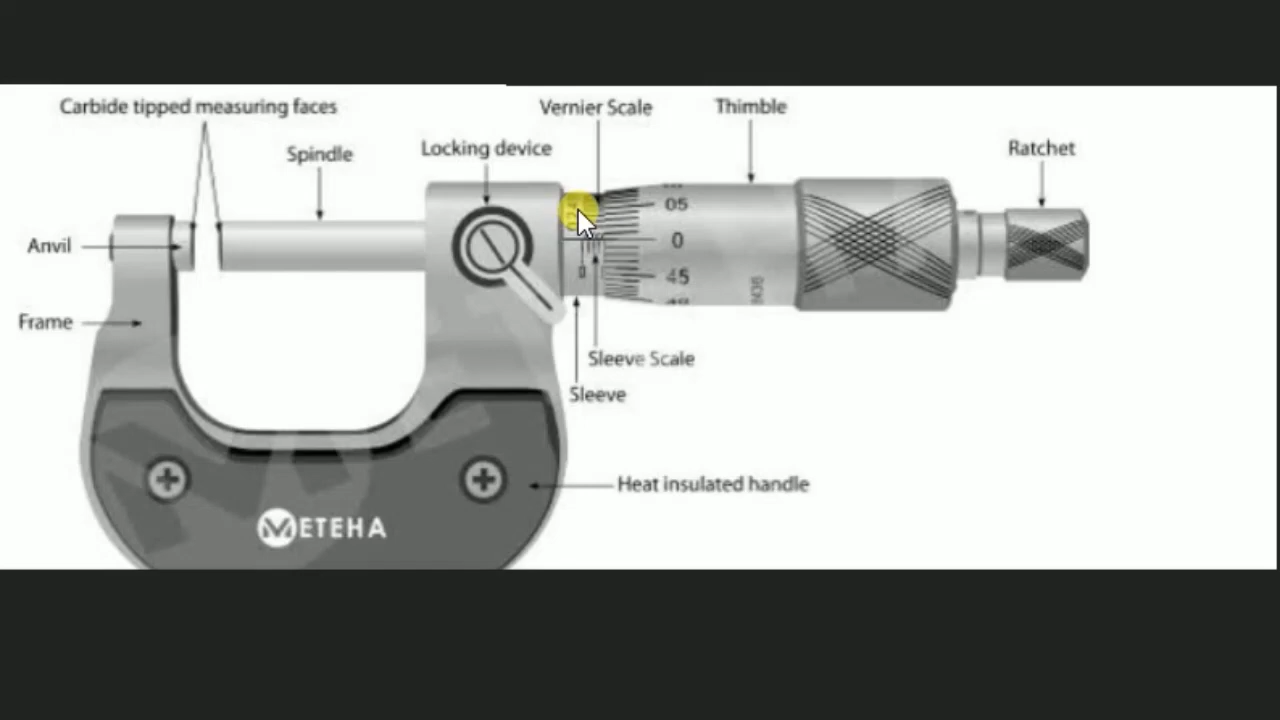 Carbide tipped measuring faces
Vernier Scale
Thimble
Spindle
Locking device
Ratchet
05
Anvil
0
0
45
Frame
Sleeve Scale
Sleeve
Heat insulated handle
METEHA